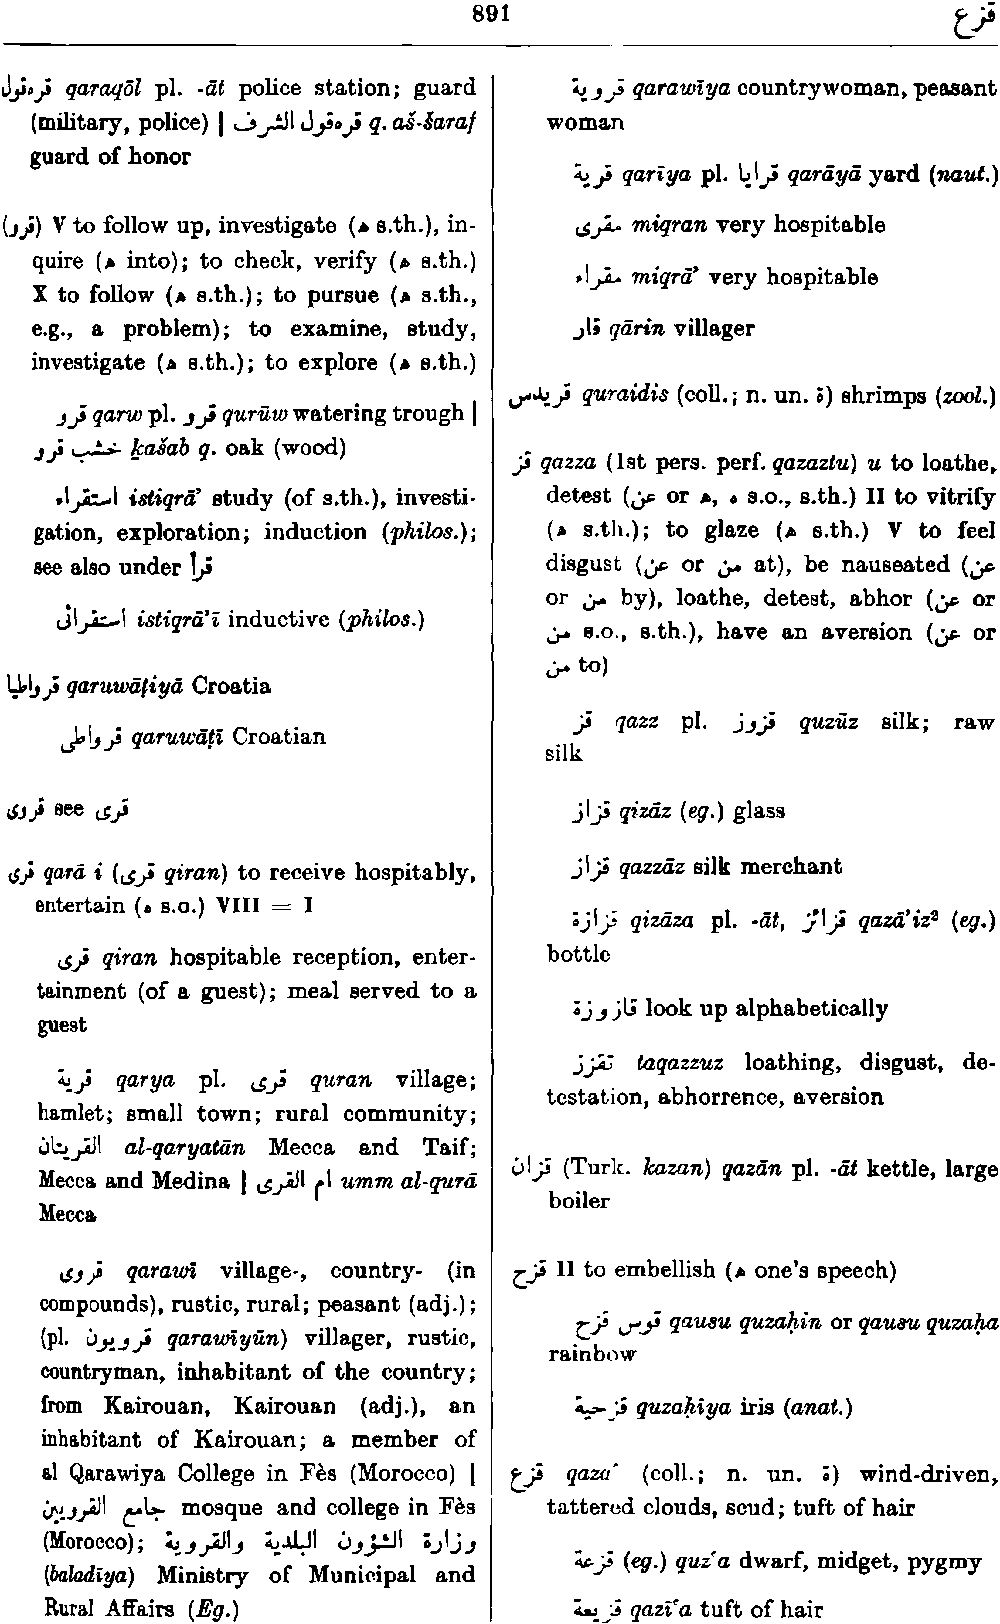 891
قزع
قره‌قول qaraqōl pl. -āt police station; guard
(military, police) | قره‌قول الشرف q. aš-šaraf
guard of honor
(قرو) V to follow up, investigate (ه s.th.), in-
quire (ه into); to check, verify (ه s.th.)
X to follow (ه s.th.); to pursue (ه s.th.,
e.g., a problem); to examine, study,
investigate (ه s.th.); to explore (ه s.th.)
قرو qarw pl. قرو qurūw watering trough |
خشب قرو ḵašab q. oak (wood)
استقراء istiqrā’ study (of s.th.), investi-
gation, exploration; induction (philos.);
see also under قرأ
استقرائى istiqrā’ī inductive (philos.)
قرواطيا qaruwāṭiyā Croatia
قرواطى qaruwāṭī Croatian
قروى see قرى
قرى qarā i (قرى qiran) to receive hospitably,
entertain (ه s.o.) VIII = I
قرى qiran hospitable reception, enter-
tainment (of a guest); meal served to a
guest
قرية qarya pl. قرى quran village;
hamlet; small town; rural community;
القريتان al-qaryatān Mecca and Taif;
Mecca and Medina | ام القرى umm al-qurā
Mecca
قروى qarawī village-, country- (in
compounds), rustic, rural; peasant (adj.);
(pl. قرويون qarawīyūn) villager, rustic,
countryman, inhabitant of the country;
from Kairouan, Kairouan (adj.), an
inhabitant of Kairouan; a member of
al Qarawiya College in Fès (Morocco) |
جامع القرويين mosque and college in Fès
(Morocco); وزارة الشؤون البلدية والقروية
(baladīya) Ministry of Municipal and
Rural Affairs (Eg.)
قروية qarawīya countrywoman, peasant
woman
قرية qarīya pl. قرايا qarāyā yard (naut.)
مقرى miqran very hospitable
مقراء miqrā’ very hospitable
قار qārin villager
قريدس quraidis (coll.; n. un. ة) shrimps (zool.)
قز qazza (1st pers. perf. qazaztu) u to loathe,
detest (عن or ه, ه s.o., s.th.) II to vitrify
(ه s.th.); to glaze (ه s.th.) V to feel
disgust (عن or من at), be nauseated (عن
or من by), loathe, detest, abhor (عن or
من s.o., s.th.), have an aversion (عن or
من to)
قز qazz pl. قزوز quzūz silk; raw
silk
قزاز qizāz (eg.) glass
قزاز qazzāz silk merchant
قزازة qizāza pl. -āt, قزائز qazā’iz² (eg.)
bottle
قازوزة look up alphabetically
تقزز taqazzuz loathing, disgust, de-
testation, abhorrence, aversion
قزان (Turk. kazan) qazān pl. -āt kettle, large
boiler
قزح II to embellish (ه one's speech)
قوس قزح qausu quzaḥin or qausu quzaḥa
rainbow
قزحية quzaḥīya iris (anat.)
قزع qaza‘ (coll.; n. un. ة) wind-driven,
tattered clouds, scud; tuft of hair
قزعة (eg.) quz‘a dwarf, midget, pygmy
قزيعة qazī‘a tuft of hair